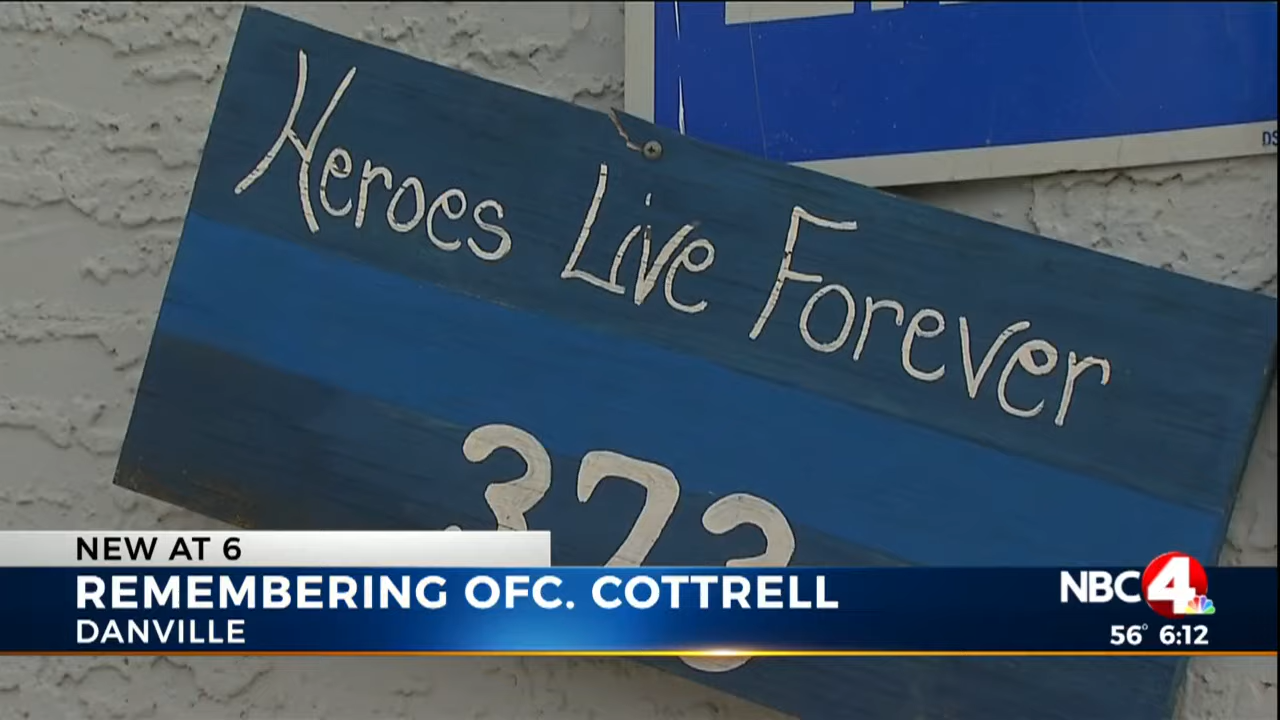 Heroes Live Forever
NEW AT 6
REMEMBERING OFC. COTTRELL
DANVILLE
NBC 4
56° 6:12